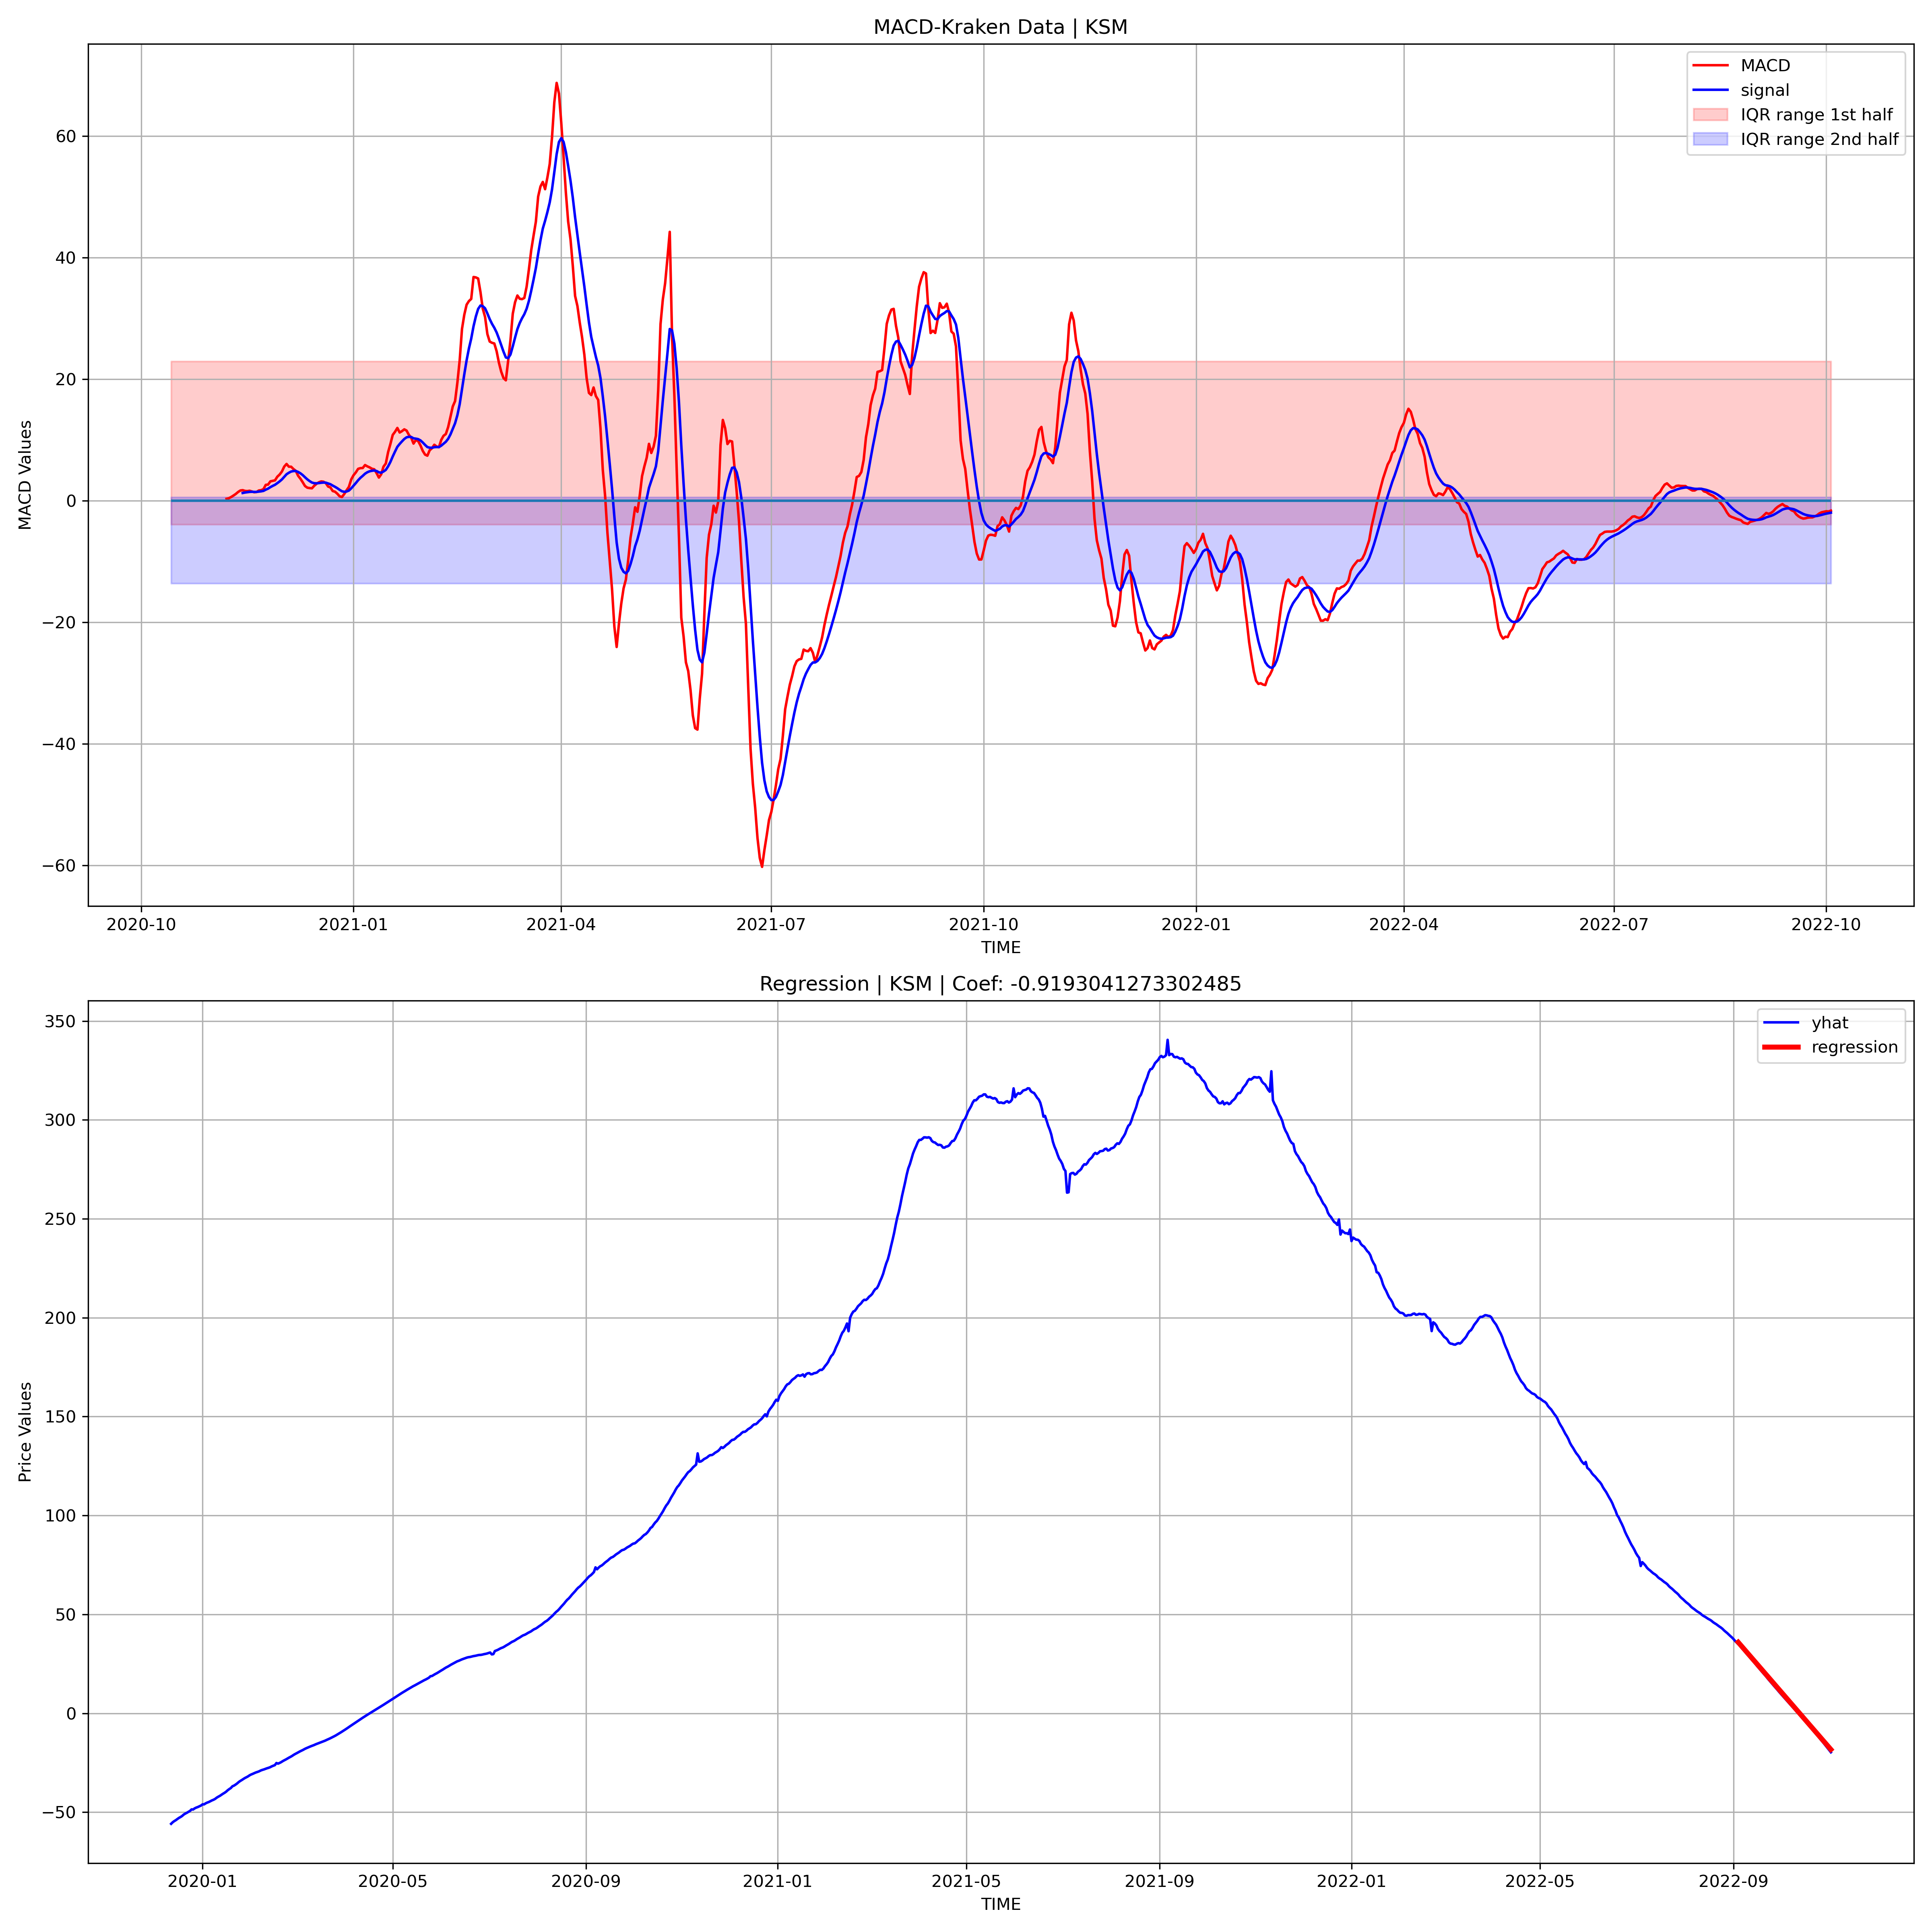 MACD-Kraken Data | KSM
MACD
signal
IQR range 1st half
IQR range 2nd half
MACD Values
60
40
20
0
−20
−40
−60
2020-10 2021-01 2021-04 2021-07 2021-10 2022-01 2022-04 2022-07 2022-10
TIME
Regression | KSM | Coef: -0.9193041273302485
yhat
regression
Price Values
350
300
250
200
150
100
50
0
−50
2020-01 2020-05 2020-09 2021-01 2021-05 2021-09 2022-01 2022-05 2022-09
TIME